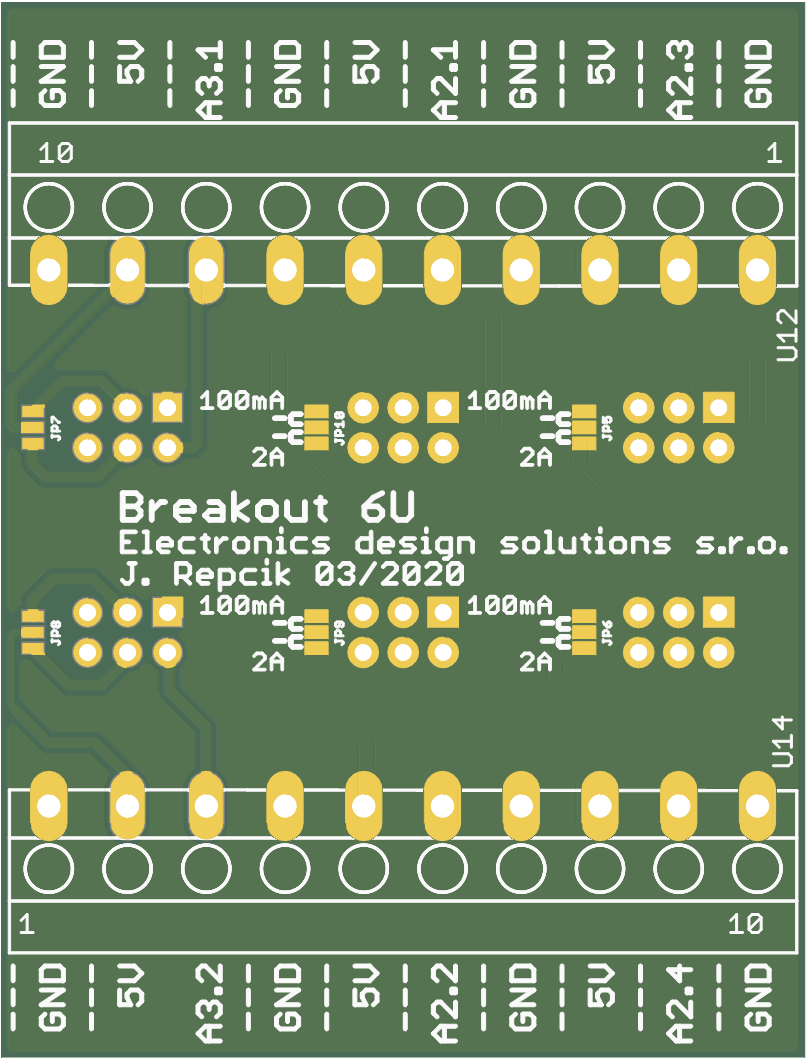 GND 5V A3.1 GND 5V A2.1 GND 5V A2.3 GND
10 1
U12
100mA 100mA
JP7 JP10 JP5
2A 2A
Breakout 6U
Electronics design solutions s.r.o.
J. Repcik 03/2020
100mA 100mA
JP8 JP9 JP6
2A 2A
U14
1 10
GND 5V A3.2 GND 5V A2.2 GND 5V A2.4 GND